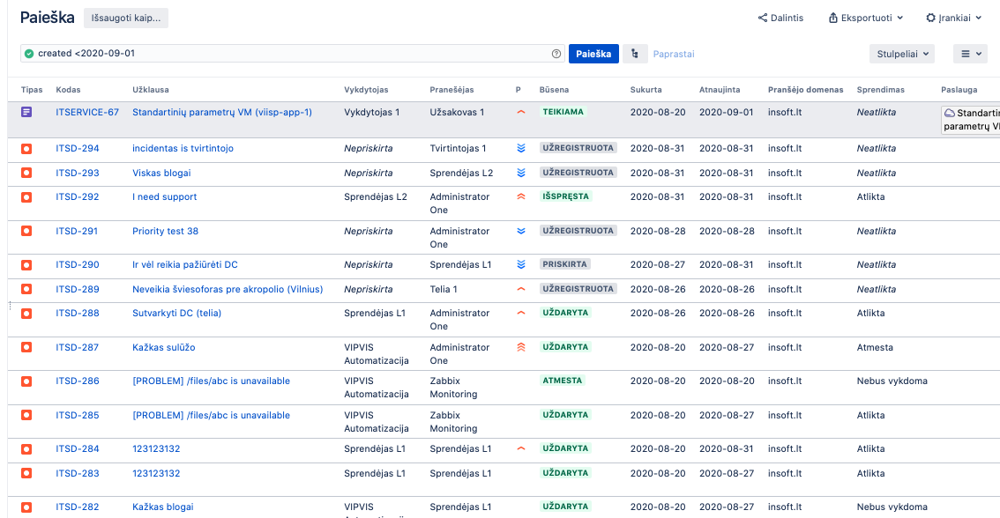 Paieška Išsaugoti kaip... Dalintis Eksportuoti Įrankiai
created <2020-09-01 Paieška Paprastai Stulpeliai
Tipas Kodas Užklausa Vykdytojas Pranešėjas P Būsena Sukurta Atnaujinta Pranšėjo domenas Sprendimas Paslauga
ITSERVICE-67 Standartinių parametrų VM (viisp-app-1) Vykdytojas 1 Užsakovas 1 TEIKIAMA 2020-08-20 2020-09-01 insoft.lt Neatlikta Standartin
parametrų VM
ITSD-294 incidentas is tvirtintojo Nepriskirta Tvirtintojas 1 UŽREGISTRUOTA 2020-08-31 2020-08-31 insoft.lt Neatlikta
ITSD-293 Viskas blogai Nepriskirta Sprendėjas L2 UŽREGISTRUOTA 2020-08-31 2020-08-31 insoft.lt Neatlikta
ITSD-292 I need support Sprendėjas L2 Administrator IŠSPRĘSTA 2020-08-31 2020-08-31 insoft.lt Atlikta
One
ITSD-291 Priority test 38 Nepriskirta Administrator UŽREGISTRUOTA 2020-08-28 2020-08-28 insoft.lt Neatlikta
One
ITSD-290 Ir vėl reikia pažiūrėti DC Nepriskirta Sprendėjas L1 PRISKIRTA 2020-08-27 2020-08-31 insoft.lt Neatlikta
ITSD-289 Neveikia šviesoforas pre akropolio (Vilnius) Nepriskirta Telia 1 UŽREGISTRUOTA 2020-08-26 2020-08-26 insoft.lt Neatlikta
ITSD-288 Sutvarkyti DC (telia) Sprendėjas L1 Administrator UŽDARYTA 2020-08-26 2020-08-26 insoft.lt Atlikta
One
ITSD-287 Kažkas sulūžo VIPVIS Administrator UŽDARYTA 2020-08-20 2020-08-27 insoft.lt Atmesta
Automatizacija One
ITSD-286 [PROBLEM] /files/abc is unavailable VIPVIS Zabbix ATMESTA 2020-08-20 2020-08-20 insoft.lt Nebus vykdoma
Automatizacija Monitoring
ITSD-285 [PROBLEM] /files/abc is unavailable VIPVIS Zabbix UŽDARYTA 2020-08-20 2020-08-27 insoft.lt Atlikta
Automatizacija Monitoring
ITSD-284 123123132 Sprendėjas L1 Sprendėjas L1 UŽDARYTA 2020-08-20 2020-08-31 insoft.lt Atlikta
ITSD-283 123123132 Sprendėjas L1 Sprendėjas L1 UŽDARYTA 2020-08-20 2020-08-27 insoft.lt Atlikta
ITSD-282 Kažkas blogai VIPVIS Sprendėjas L1 UŽDARYTA 2020-08-20 2020-08-27 insoft.lt Nebus vykdoma